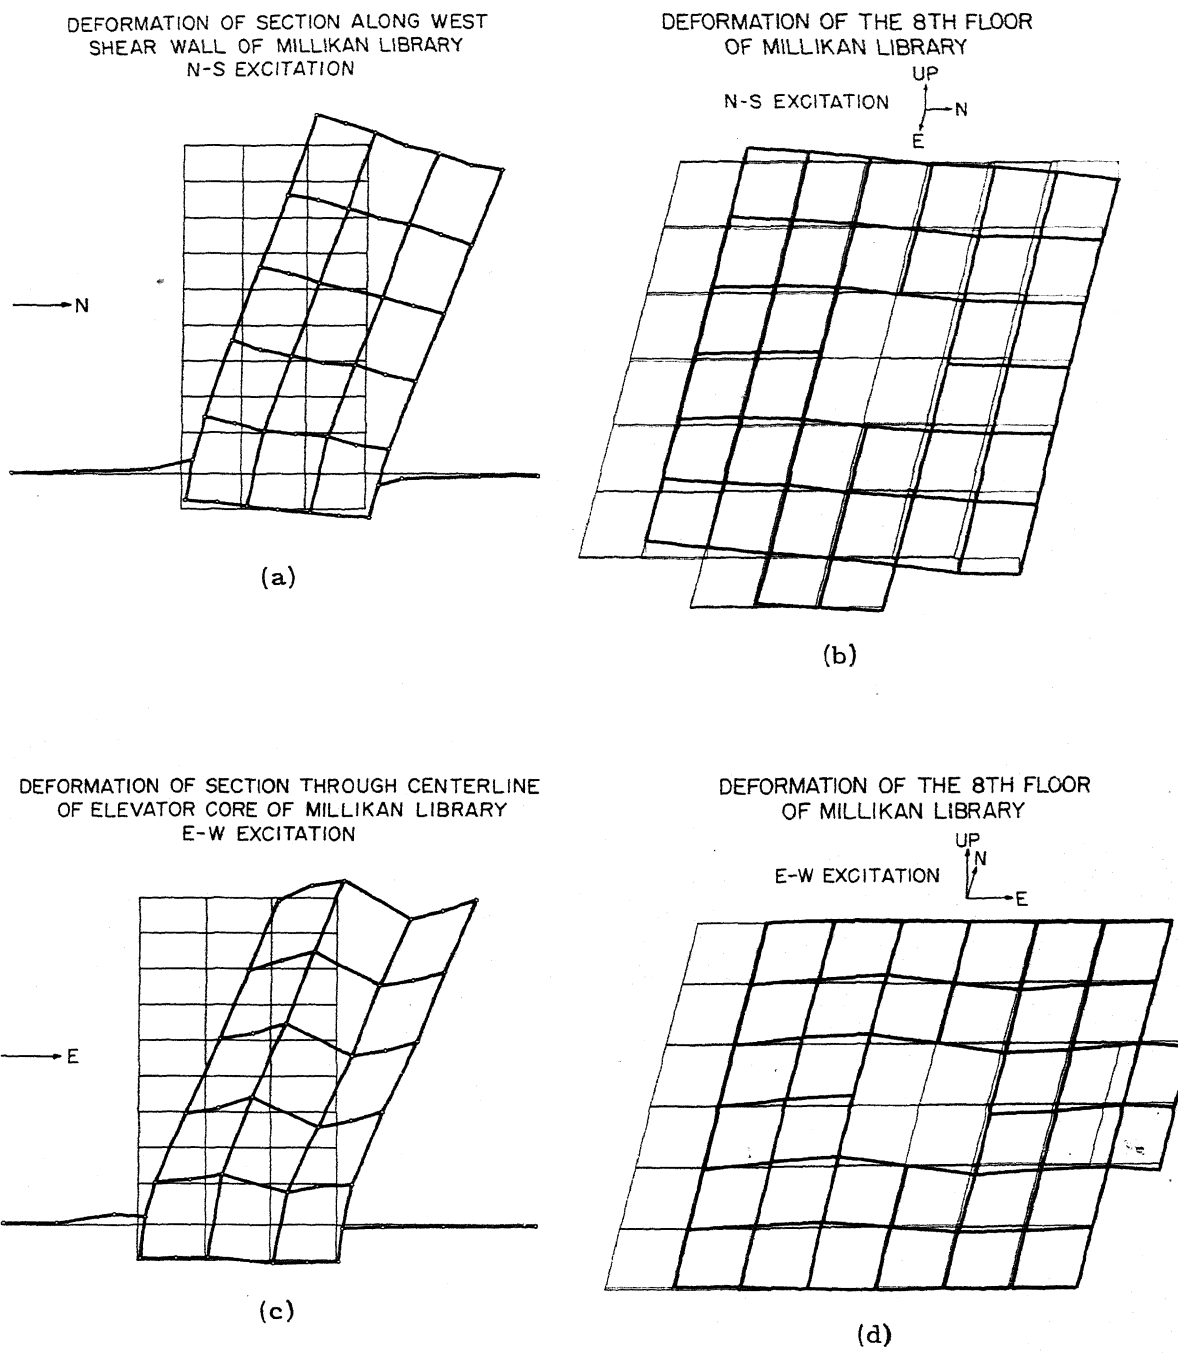 DEFORMATION OF SECTION ALONG WEST
SHEAR WALL OF MILLIKAN LIBRARY
N-S EXCITATION
N
(a)
DEFORMATION OF THE 8TH FLOOR
OF MILLIKAN LIBRARY
N-S EXCITATION
UP
N
E
(b)
DEFORMATION OF SECTION THROUGH CENTERLINE
OF ELEVATOR CORE OF MILLIKAN LIBRARY
E-W EXCITATION
E
(c)
DEFORMATION OF THE 8TH FLOOR
OF MILLIKAN LIBRARY
E-W EXCITATION
UP
N
E
(d)